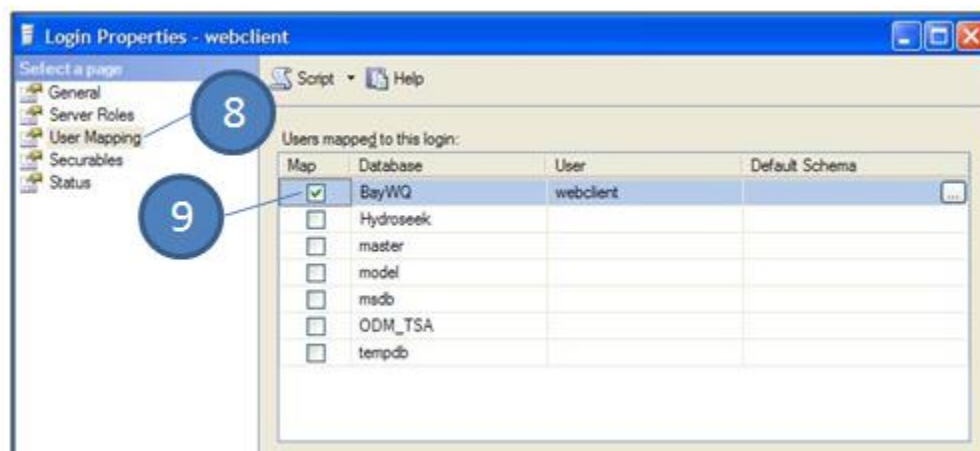 Login Properties - webclient
Select a page
General
Server Roles
User Mapping
Securables
Status
8
9
Script Help
Users mapped to this login:
Map Database User Default Schema
BayWQ webclient ...
Hydroseek
master
model
msdb
ODM_TSA
tempdb